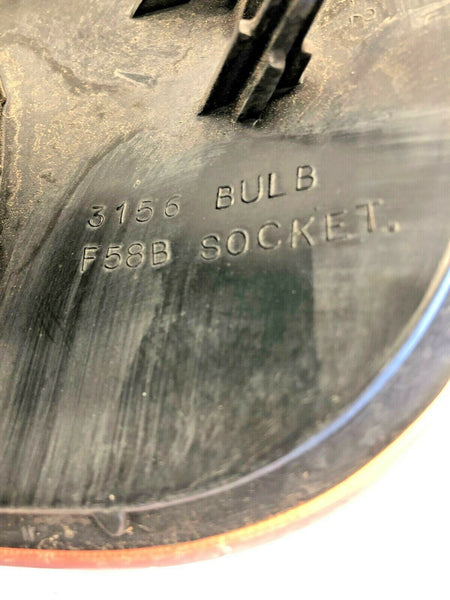 3156 BULB
F58B SOCKET.